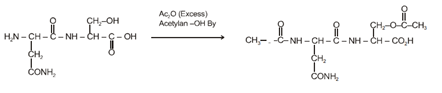 O CH₂–OH Ac₂O (Excess) O O
H₂N – CH – C – NH – CH – C – OH Acetylan –OH By CH₂–O–C–CH₃
CH₂ O CH₃– - C – NH – CH – C – NH – CH – CO₂H
CONH₂ O CH₂
CONH₂